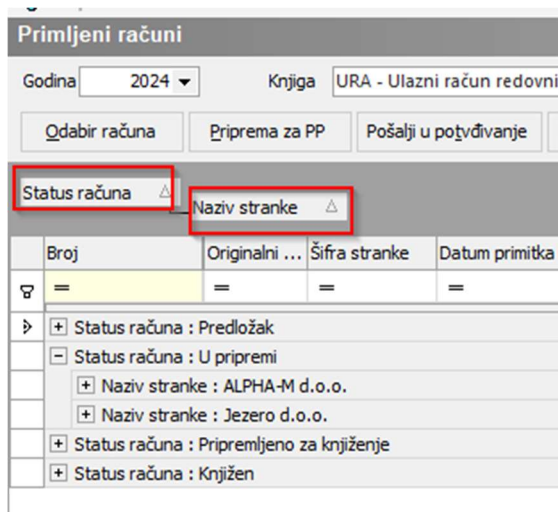 Primljeni računi
Godina 2024 Knjiga URA - Ulazni račun redovni
Odabir računa Priprema za PP Pošalji u potvđivanje
Status računa
Naziv stranke
Broj Originalni ... Šifra stranke Datum primitka
= = = =
+ Status računa : Predložak
- Status računa : U pripremi
+ Naziv stranke : ALPHA-M d.o.o.
+ Naziv stranke : Jezero d.o.o.
+ Status računa : Pripremljeno za knjiženje
+ Status računa : Knjižen